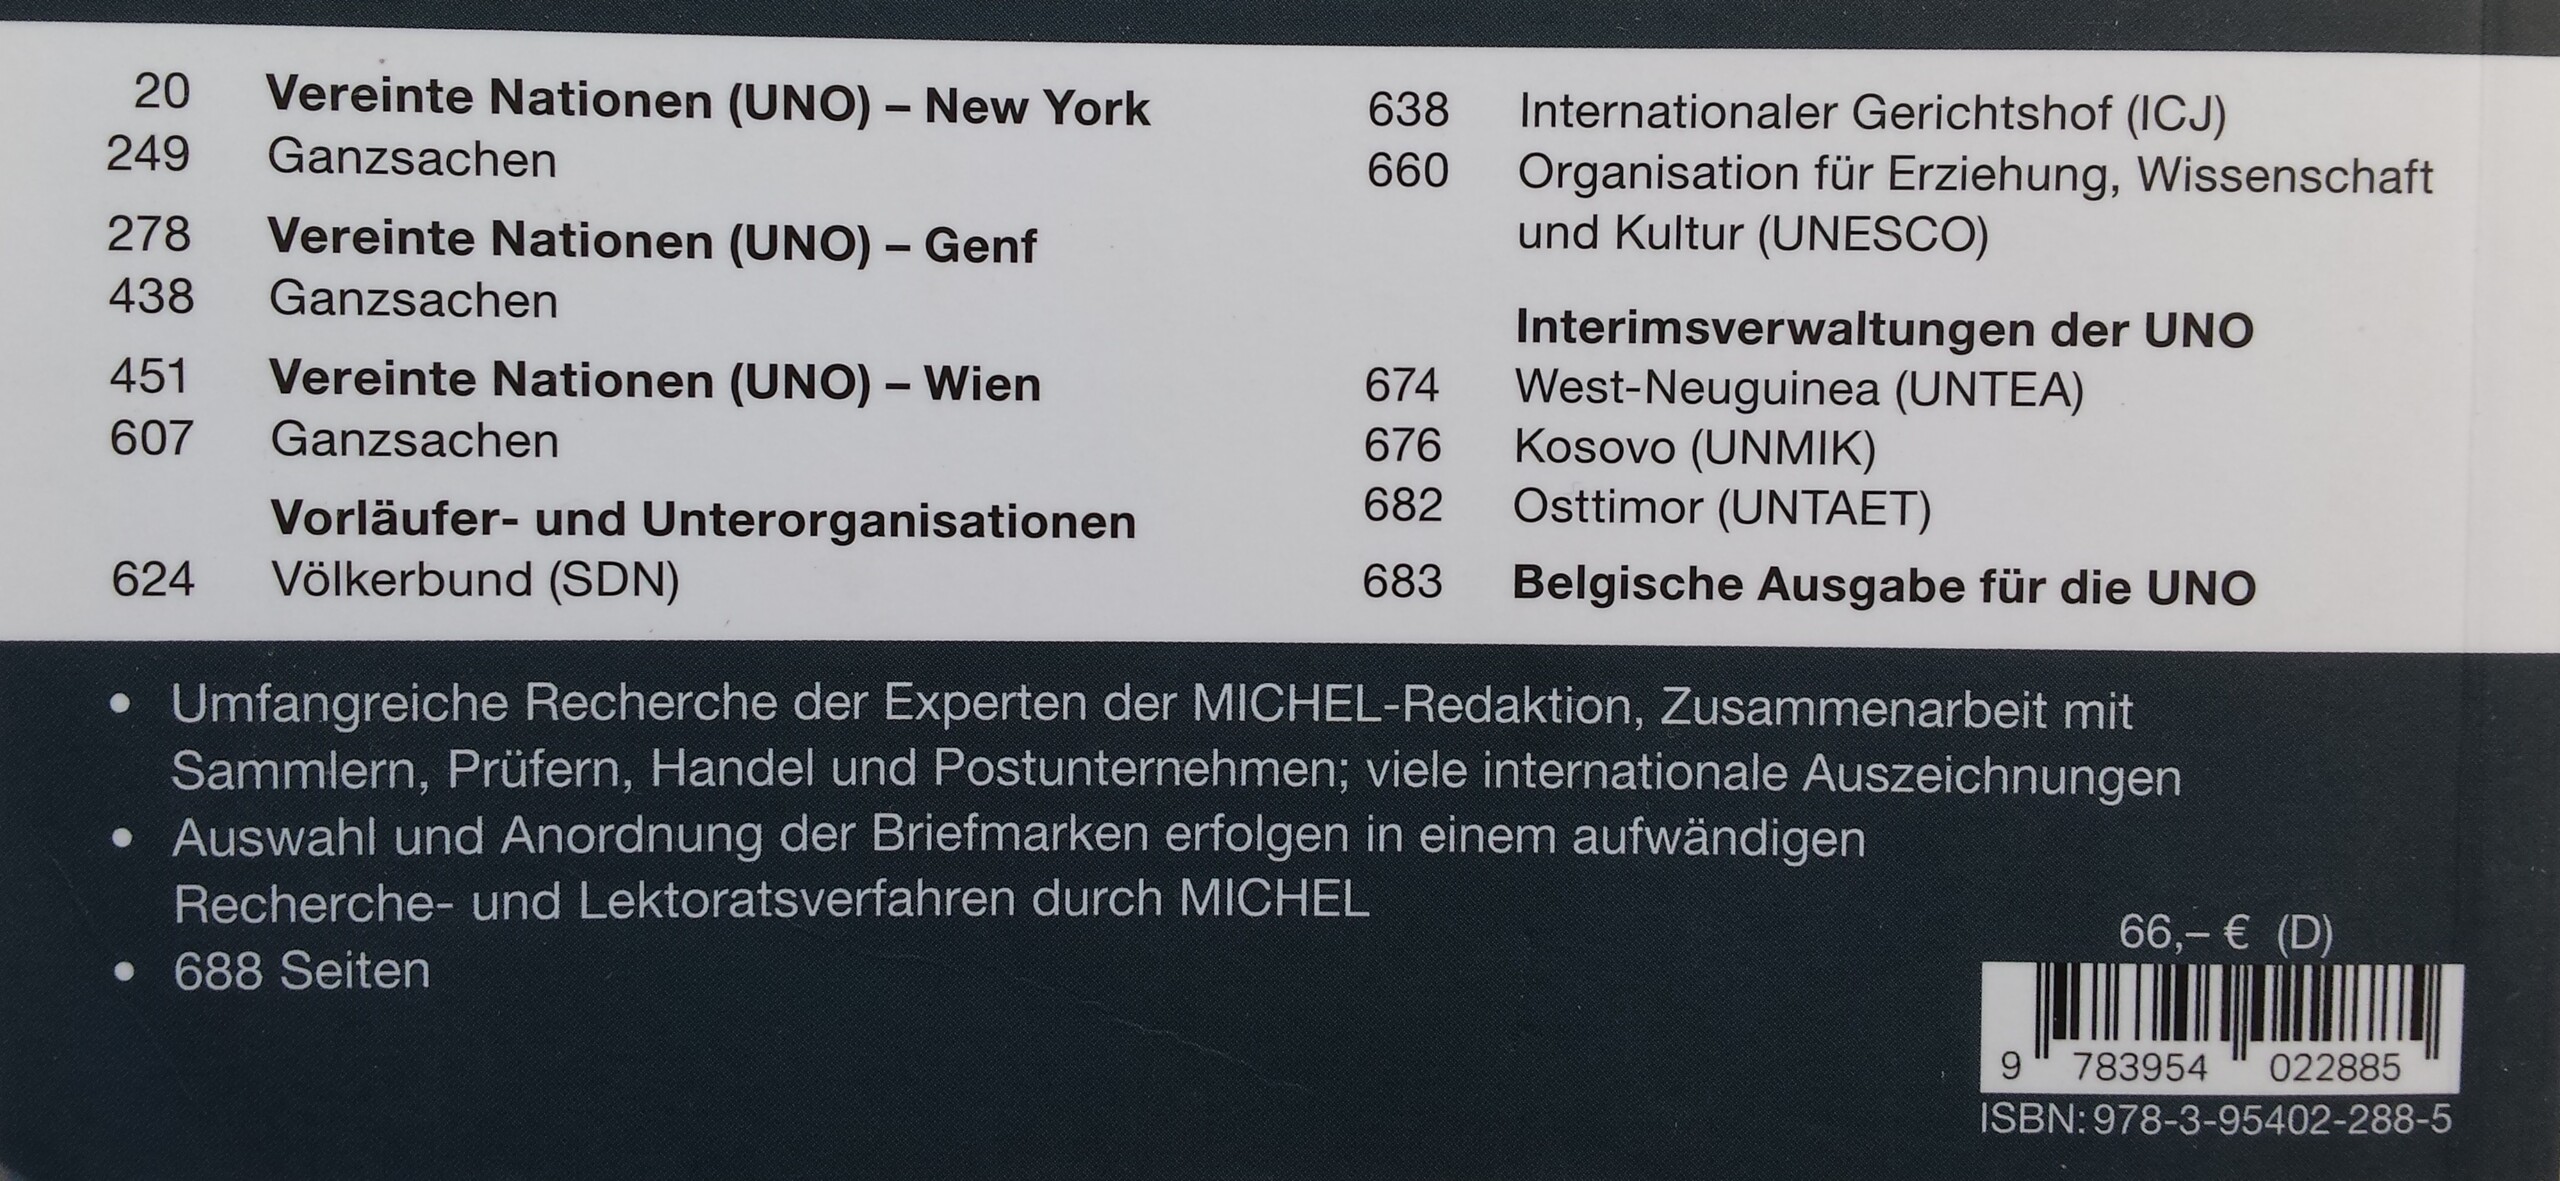 20 Vereinte Nationen (UNO) – New York
249 Ganzsachen
278 Vereinte Nationen (UNO) – Genf
438 Ganzsachen
451 Vereinte Nationen (UNO) – Wien
607 Ganzsachen
Vorläufer- und Unterorganisationen
624 Völkerbund (SDN)
638 Internationaler Gerichtshof (ICJ)
660 Organisation für Erziehung, Wissenschaft
und Kultur (UNESCO)
Interimsverwaltungen der UNO
674 West-Neuguinea (UNTEA)
676 Kosovo (UNMIK)
682 Osttimor (UNTAET)
683 Belgische Ausgabe für die UNO
• Umfangreiche Recherche der Experten der MICHEL-Redaktion, Zusammenarbeit mit
Sammlern, Prüfern, Handel und Postunternehmen; viele internationale Auszeichnungen
• Auswahl und Anordnung der Briefmarken erfolgen in einem aufwändigen
Recherche- und Lektoratsverfahren durch MICHEL
• 688 Seiten
66,– € (D)
9 783954 022885
ISBN: 978-3-95402-288-5